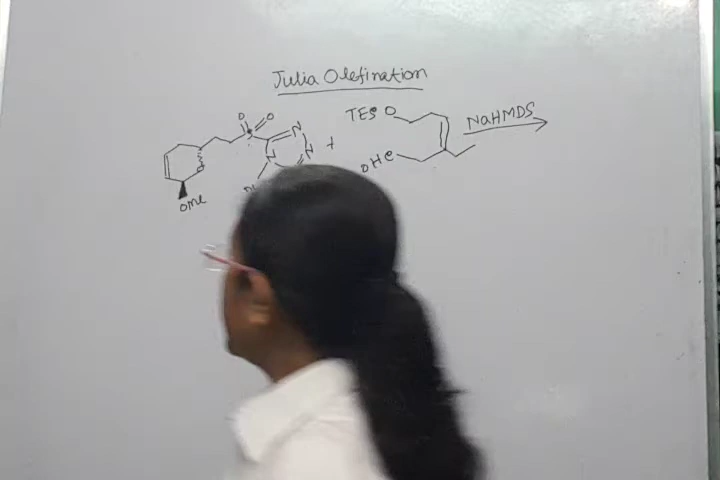 Julia Olefination
O O
S
N
N
N
+
TES O
OHC
NaHMDS
O
OMe